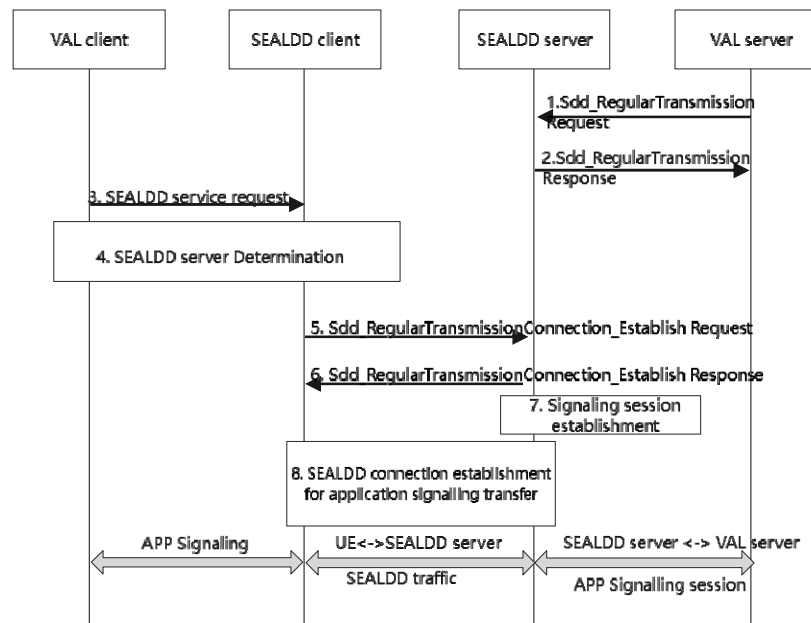 VAL client
SEALDD client
SEALDD server
VAL server
1.Sdd_RegularTransmission
Request
2.Sdd_RegularTransmission
Response
3. SEALDD service request
4. SEALDD server Determination
5. Sdd_RegularTransmissionConnection_Establish Request
6. Sdd_RegularTransmissionConnection_Establish Response
7. Signaling session
establishment
8. SEALDD connection establishment
for application signalling transfer
APP Signaling
UE<->SEALDD server
SEALDD server <-> VAL server
SEALDD traffic
APP Signalling session